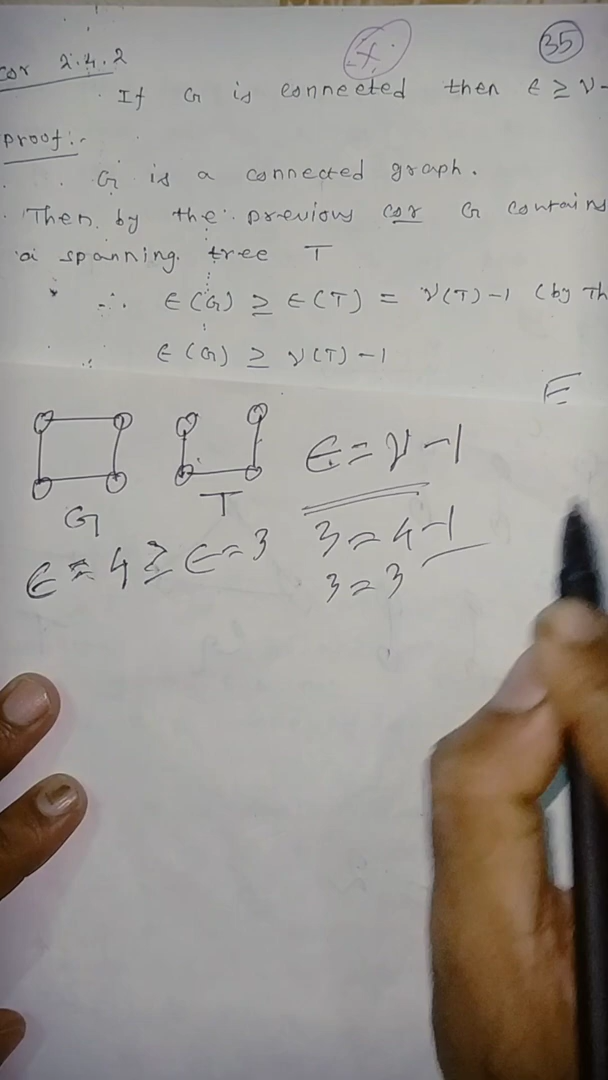 cor 2.4.2
35
If G is connected then ε ≥ ν-
proof:-
G is a connected graph.
Then by the previous cor G contains
a spanning tree T
∴ ε(G) ≥ ε(T) = ν(T)-1 (by Th
ε(G) ≥ ν(T)-1
E
ε = ν-1
G
T
3 = 4-1
ε = 4 ≥ ε = 3
3 = 3